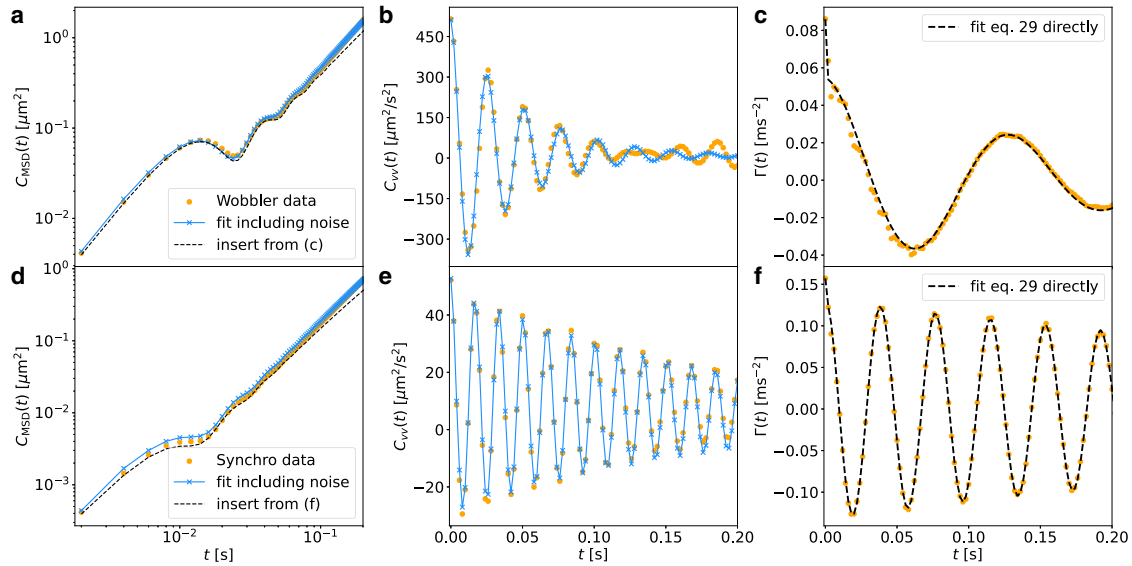 a
C_MSD(t) [μm²]
10⁰
10⁻¹
10⁻²
Wobbler data
fit including noise
insert from (c)
b
C_vv(t) [μm²/s²]
450
300
150
0
−150
−300
c
Γ(t) [ms⁻²]
0.08
0.06
0.04
0.02
0.00
−0.02
−0.04
fit eq. 29 directly
d
C_MSD(t) [μm²]
10⁰
10⁻¹
10⁻²
10⁻³
Synchro data
fit including noise
insert from (f)
10⁻² 10⁻¹
t [s]
e
C_vv(t) [μm²/s²]
40
20
0
−20
0.00 0.05 0.10 0.15 0.20
t [s]
f
Γ(t) [ms⁻²]
0.15
0.10
0.05
0.00
−0.05
−0.10
fit eq. 29 directly
0.00 0.05 0.10 0.15 0.20
t [s]